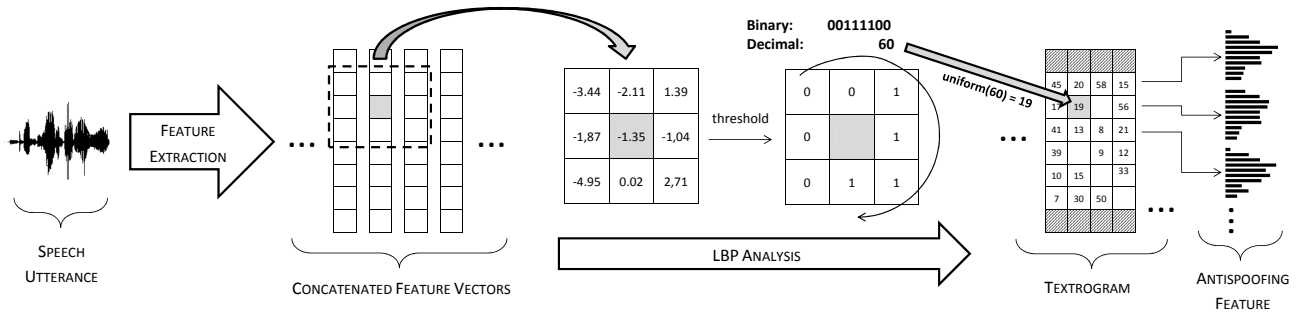 Binary: 00111100
Decimal: 60
-3.44 -2.11 1.39
-1,87 -1.35 -1,04
-4.95 0.02 2,71
threshold
0 0 1
0 1
0 1 1
uniform(60) = 19
45 20 58 15
17 19 56
41 13 8 21
39 9 12
10 15 33
7 30 50
FEATURE
EXTRACTION
...
...
...
...
LBP ANALYSIS
SPEECH
UTTERANCE
CONCATENATED FEATURE VECTORS
TEXTROGRAM
ANTISPOOFING
FEATURE